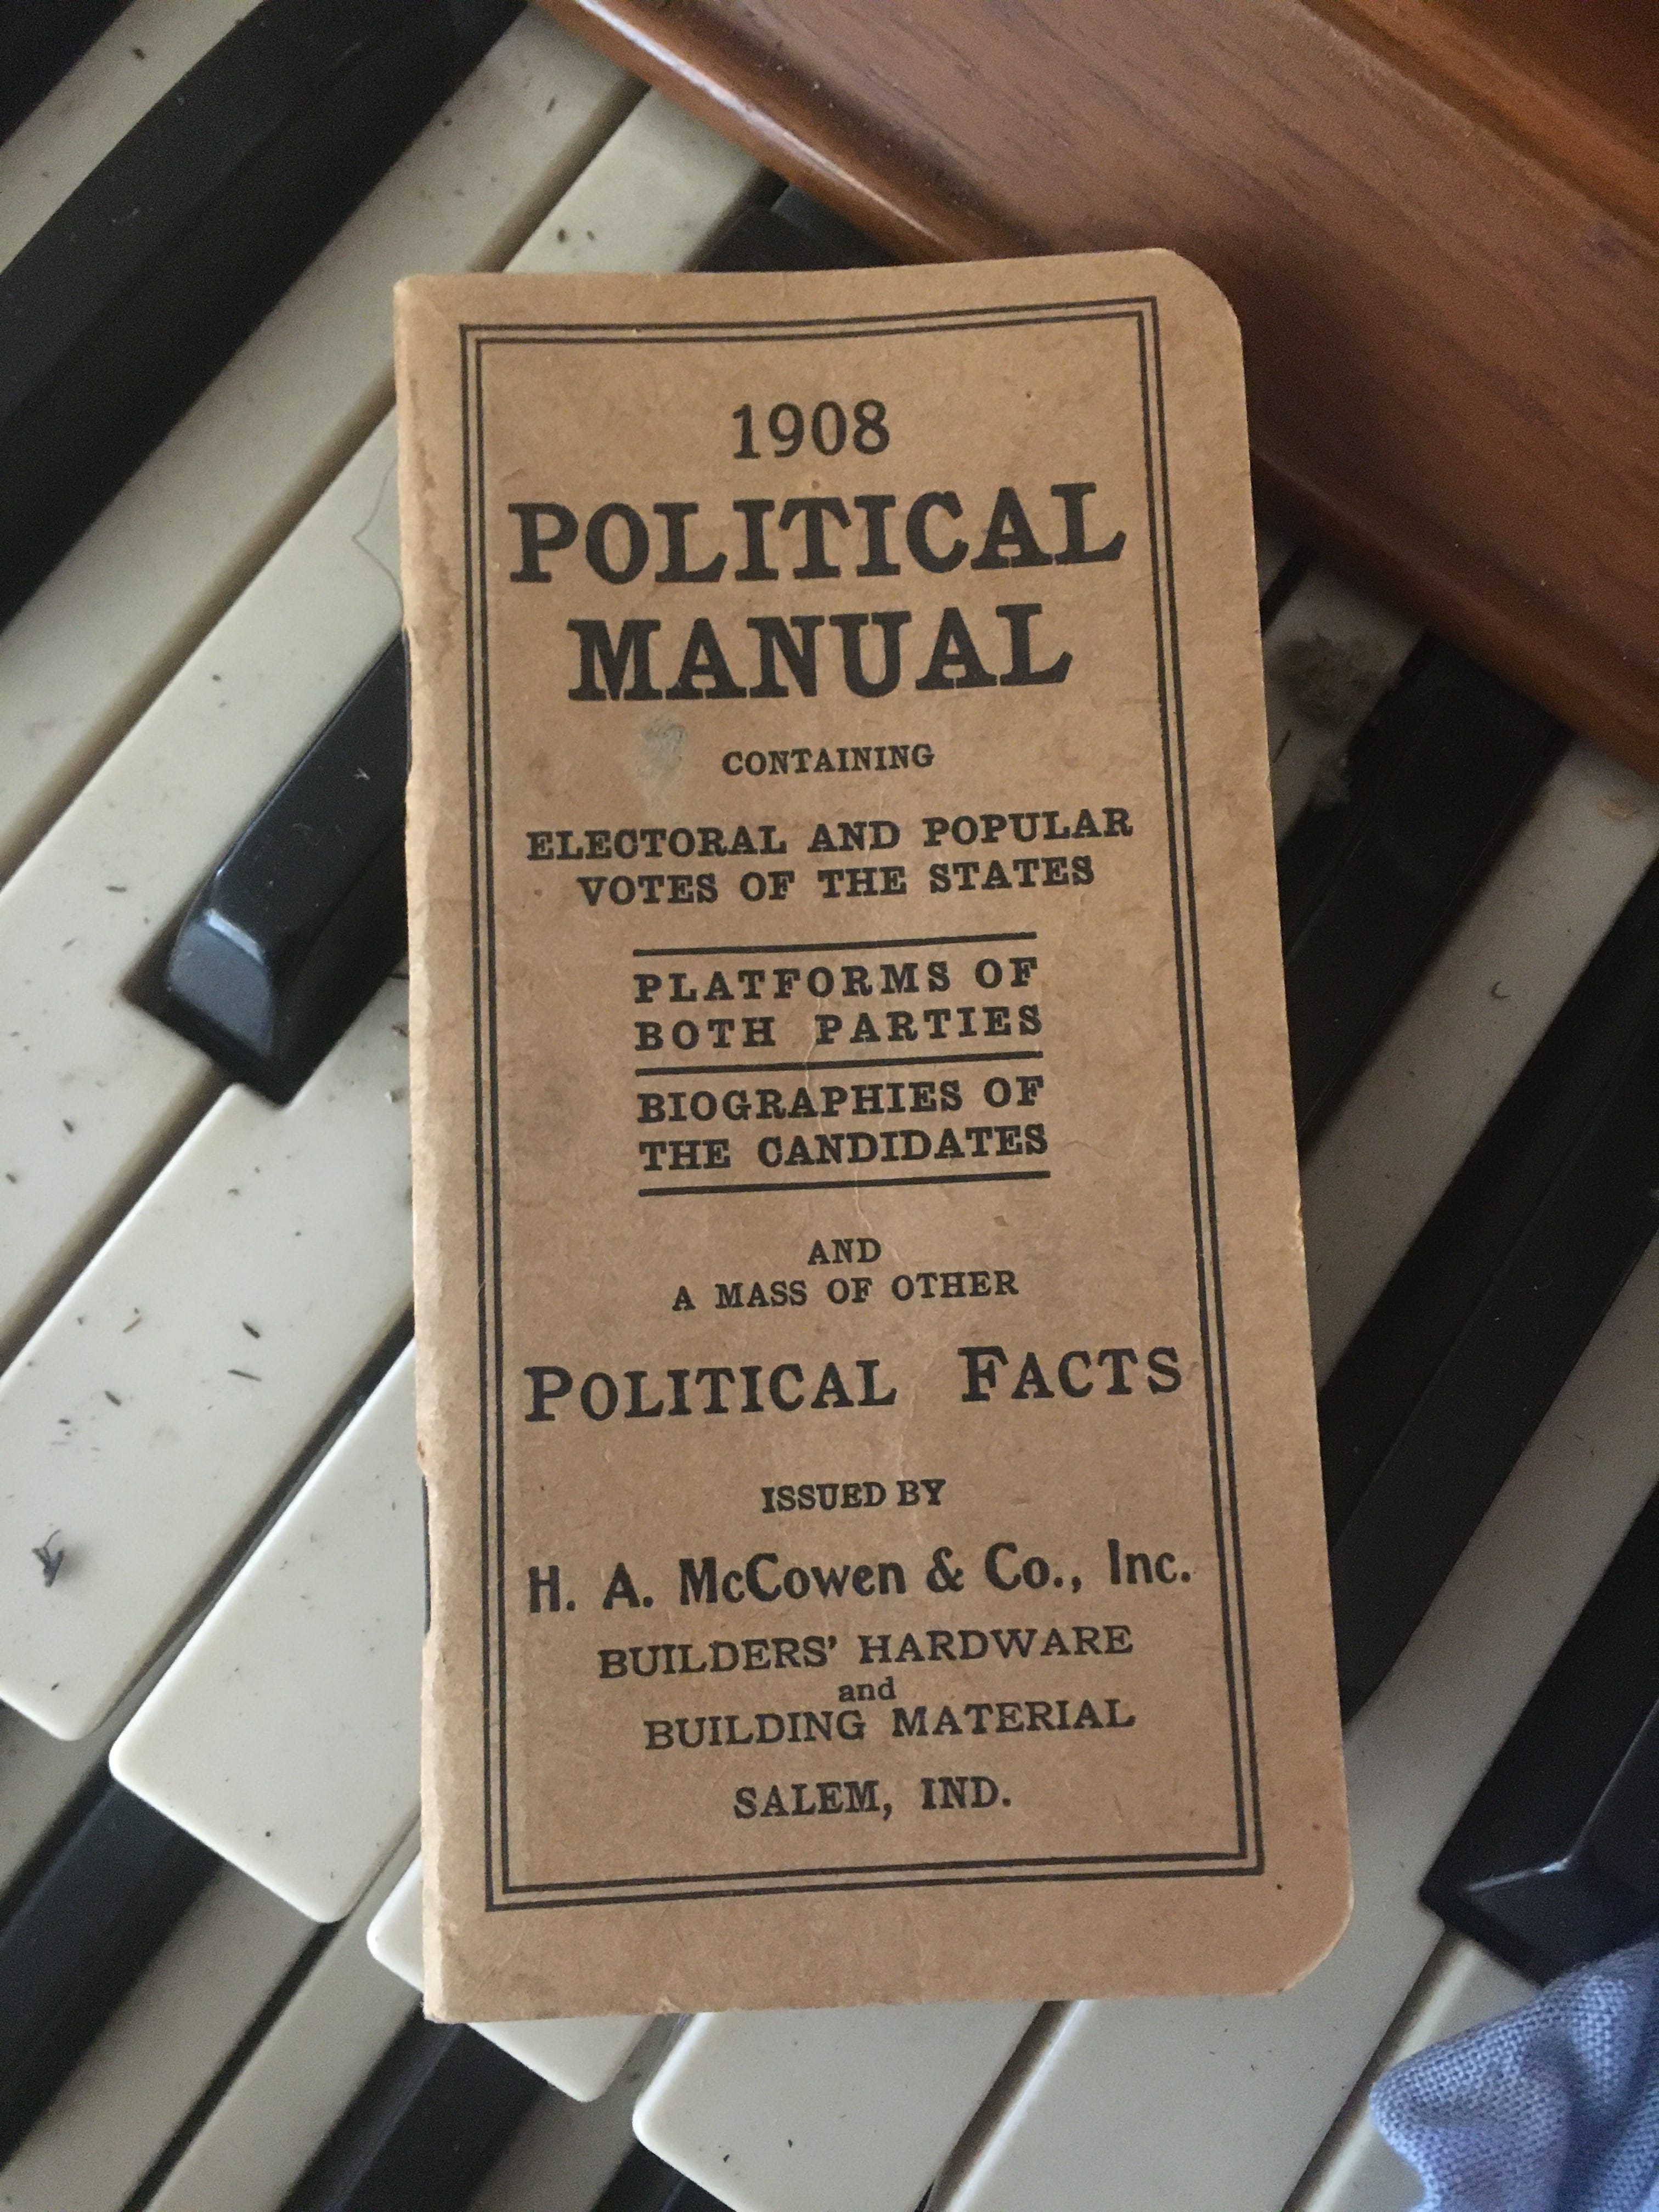 1908
POLITICAL
MANUAL
CONTAINING
ELECTORAL AND POPULAR
VOTES OF THE STATES
PLATFORMS OF
BOTH PARTIES
BIOGRAPHIES OF
THE CANDIDATES
AND
A MASS OF OTHER
POLITICAL FACTS
ISSUED BY
H. A. McCowen & Co., Inc.
BUILDERS' HARDWARE
and
BUILDING MATERIAL
SALEM, IND.